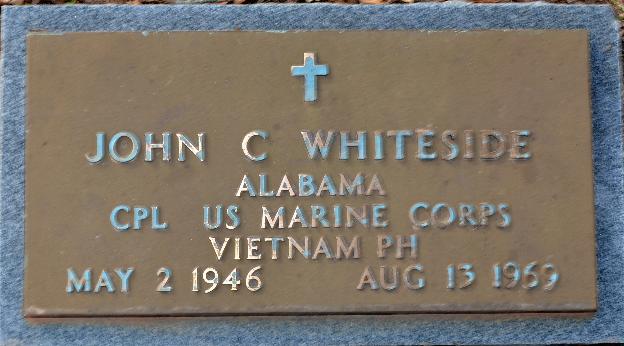 JOHN C WHITESIDE
ALABAMA
CPL US MARINE CORPS
VIETNAM PH
MAY 2 1946 AUG 13 1969